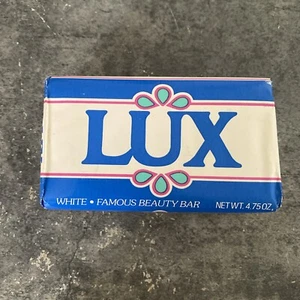 LUX
WHITE • FAMOUS BEAUTY BAR NET WT. 4.75 OZ.